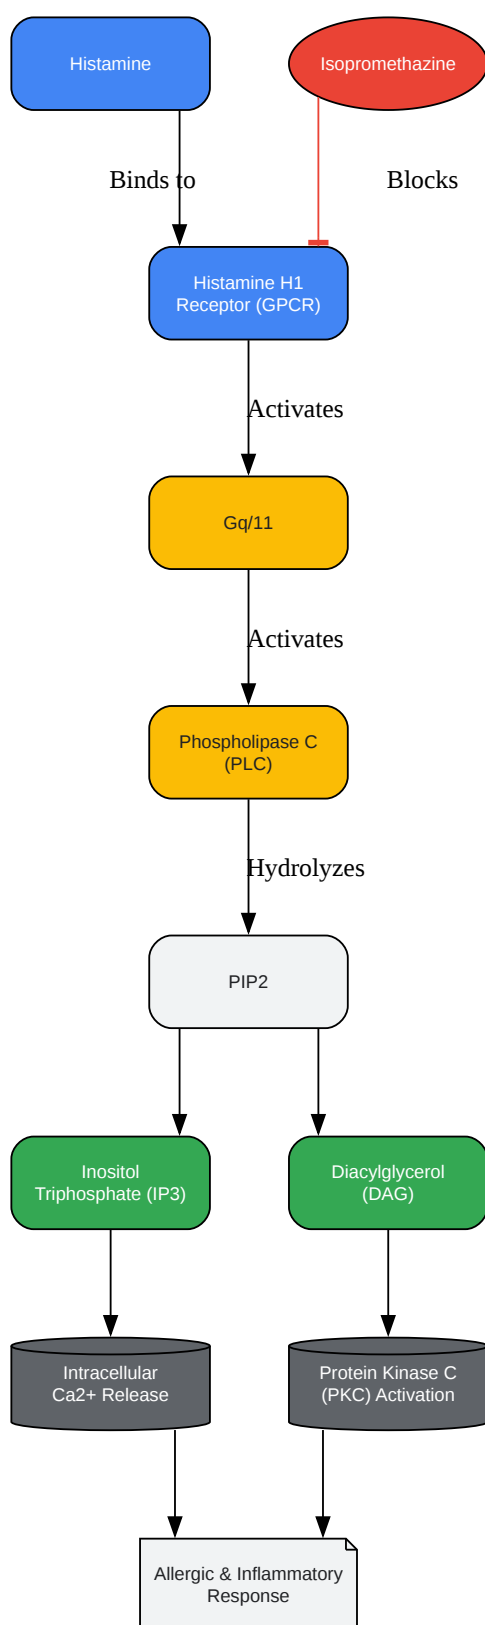 Histamine
Isopromethazine
Binds to
Blocks
Histamine H1
Receptor (GPCR)
Activates
Gq/11
Activates
Phospholipase C
(PLC)
Hydrolyzes
PIP2
Inositol
Triphosphate (IP3)
Diacylglycerol
(DAG)
Intracellular
Ca2+ Release
Protein Kinase C
(PKC) Activation
Allergic & Inflammatory
Response